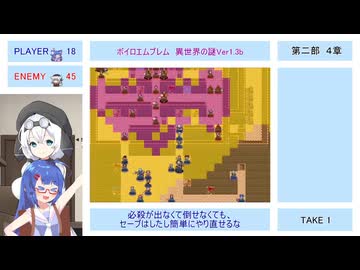 PLAYER 18
ボイロエムブレム 異世界の謎Ver1.3b
第二部 4章
ENEMY 45
必殺が出なくて倒せなくても、
セーブはしたし簡単にやり直せるな
TAKE 1